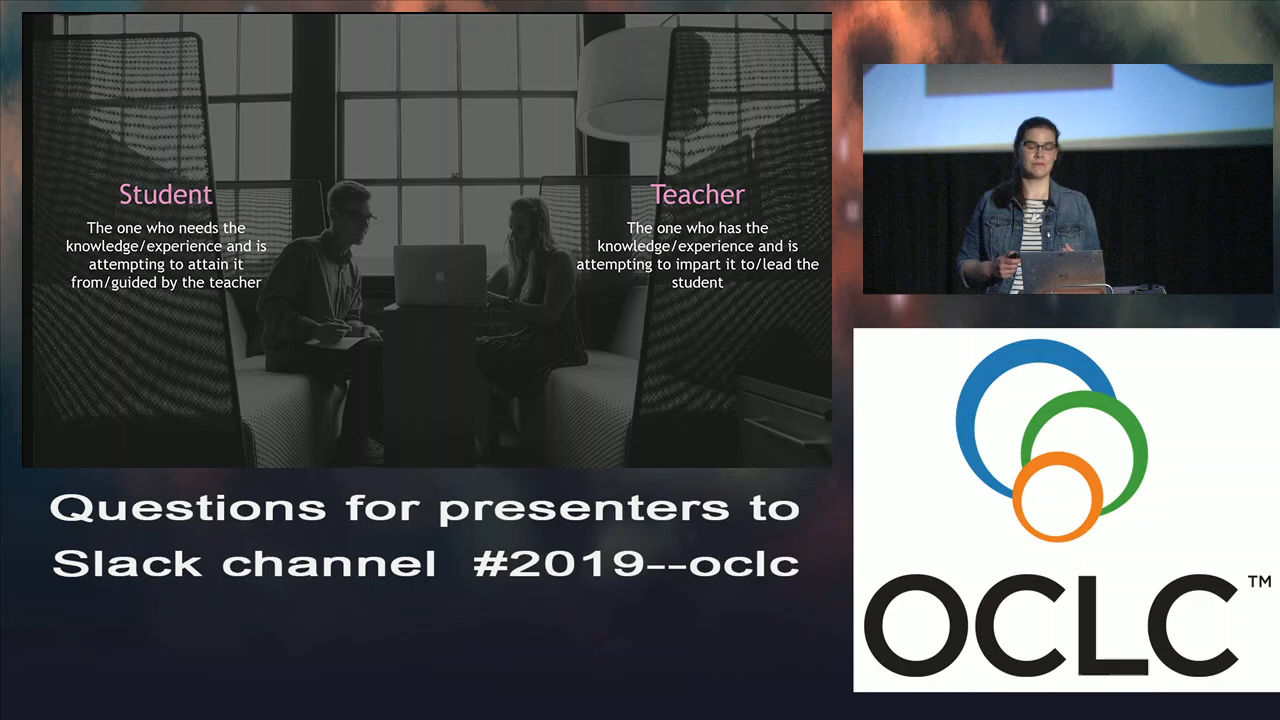 Student
The one who needs the
knowledge/experience and is
attempting to attain it
from/guided by the teacher
Teacher
The one who has the
knowledge/experience and is
attempting to impart it to/lead the
student
Questions for presenters to
Slack channel #2019--oclc
OCLC™